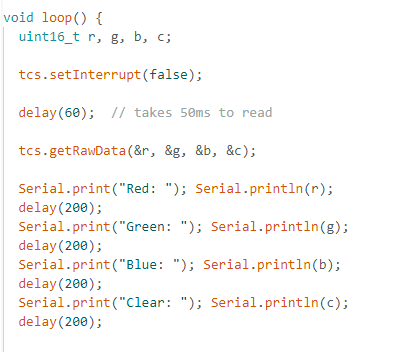 void loop() {
  uint16_t r, g, b, c;
  tcs.setInterrupt(false);
  delay(60);  // takes 50ms to read
  tcs.getRawData(&r, &g, &b, &c);
  Serial.print("Red: "); Serial.println(r);
  delay(200);
  Serial.print("Green: "); Serial.println(g);
  delay(200);
  Serial.print("Blue: "); Serial.println(b);
  delay(200);
  Serial.print("Clear: "); Serial.println(c);
  delay(200);